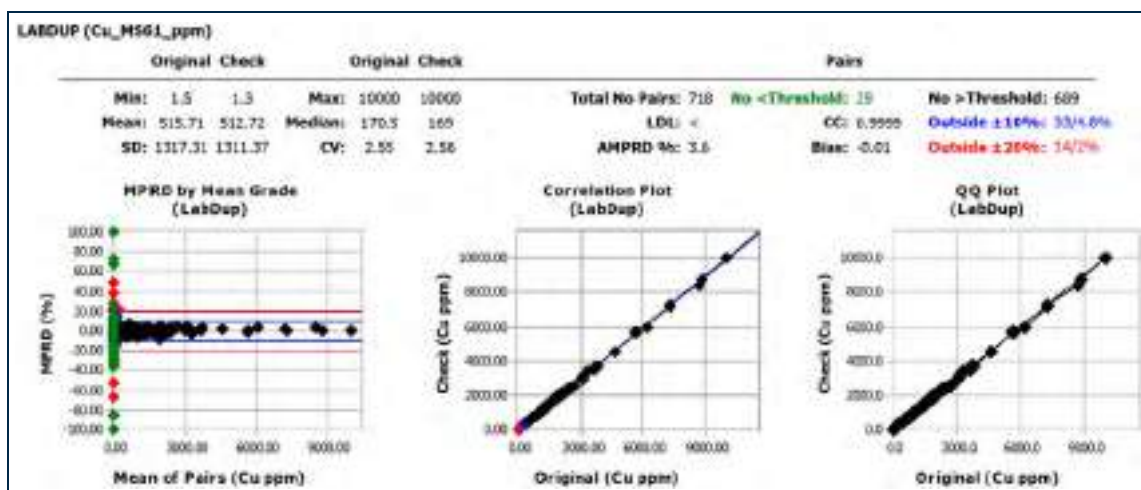 LABDUP (Cu_MS61_ppm)
Original Check Original Check Pairs
Min: 1.5 1.3 Max: 10000 10000 Total No Pairs: 718 No <Threshold: 29 No >Threshold: 689
Mean: 515.71 512.72 Median: 170.5 169 LDL: < CC: 0.9999 Outside ±10%: 33/4.8%
SD: 1317.31 1311.37 CV: 2.55 2.56 AMPRD %: 3.6 Bias: -0.01 Outside ±20%: 14/2%
MPRD by Mean Grade Correlation Plot QQ Plot
(LabDup) (LabDup) (LabDup)
MPRD (%)
100.00
80.00
60.00
40.00
20.00
0.00
-20.00
-40.00
-60.00
-80.00
-100.00
0.00 3000.00 6000.00 9000.00
Mean of Pairs (Cu ppm)
Check (Cu ppm)
10000.00
8000.00
6000.00
4000.00
2000.00
0.00
0.00 3000.00 6000.00 9000.00
Original (Cu ppm)
Check (Cu ppm)
10000.0
8000.0
6000.0
4000.0
2000.0
0.00
0.00 3000.0 6000.0 9000.0
Original (Cu ppm)